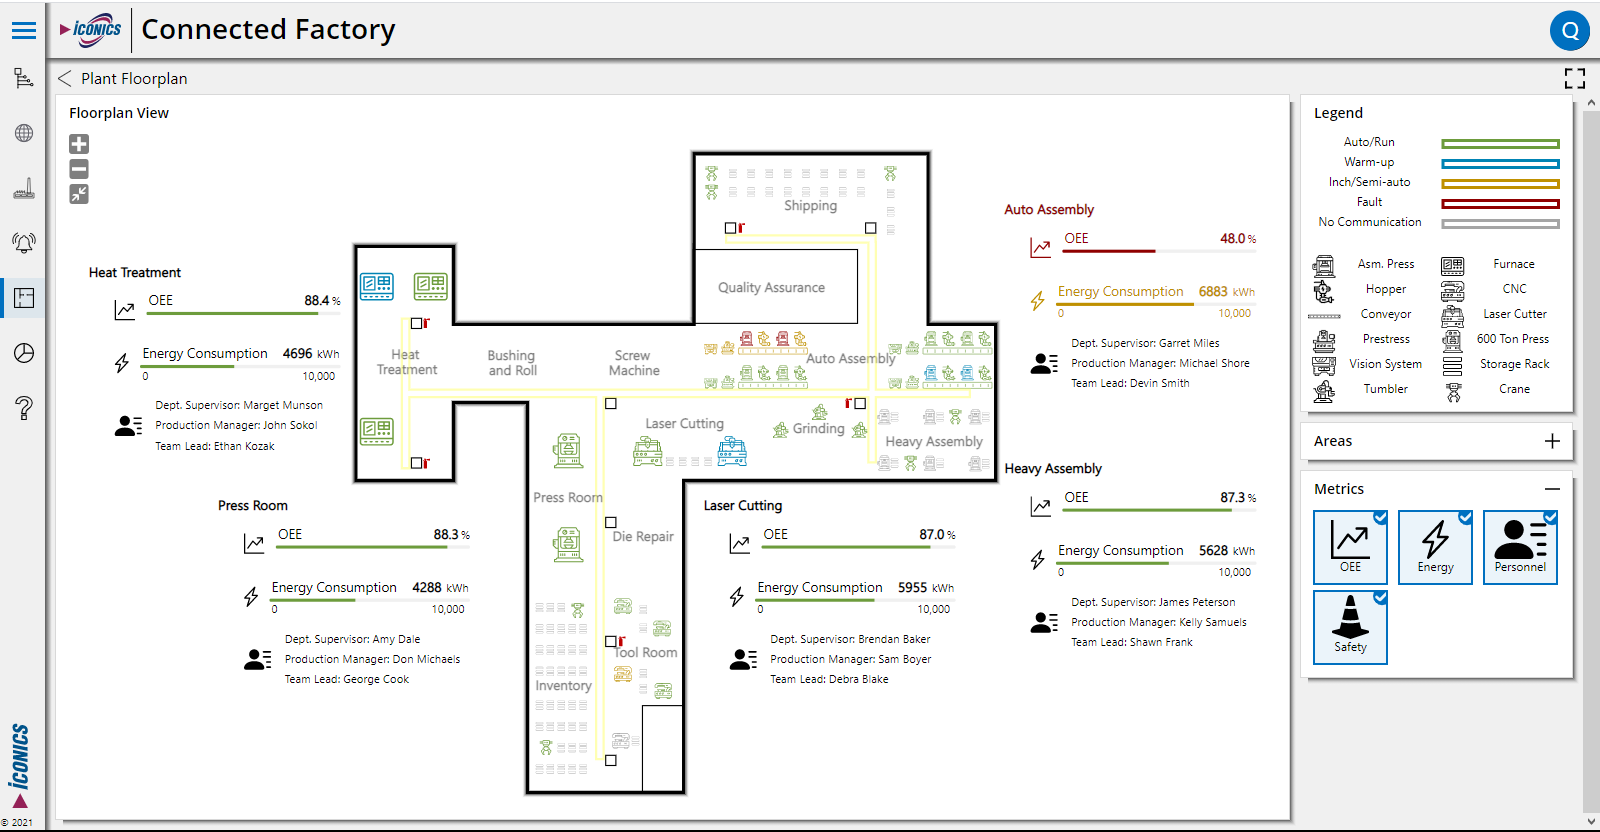 ICONICS
Connected Factory
Q
Plant Floorplan
Floorplan View
Shipping
Quality Assurance
Heat
Treatment
Bushing
and Roll
Screw
Machine
Auto Assembly
Laser Cutting
Grinding
Heavy Assembly
Press Room
Die Repair
Tool Room
Inventory
Heat Treatment
OEE 88.4 %
Energy Consumption 4696 kWh
0 10,000
Dept. Supervisor: Marget Munson
Production Manager: John Sokol
Team Lead: Ethan Kozak
Auto Assembly
OEE 48.0 %
Energy Consumption 6883 kWh
0 10,000
Dept. Supervisor: Garret Miles
Production Manager: Michael Shore
Team Lead: Devin Smith
Press Room
OEE 88.3 %
Energy Consumption 4288 kWh
0 10,000
Dept. Supervisor: Amy Dale
Production Manager: Don Michaels
Team Lead: George Cook
Laser Cutting
OEE 87.0 %
Energy Consumption 5955 kWh
0 10,000
Dept. Supervisor: Brendan Baker
Production Manager: Sam Boyer
Team Lead: Debra Blake
Heavy Assembly
OEE 87.3 %
Energy Consumption 5628 kWh
0 10,000
Dept. Supervisor: James Peterson
Production Manager: Kelly Samuels
Team Lead: Shawn Frank
Legend
Auto/Run
Warm-up
Inch/Semi-auto
Fault
No Communication
Asm. Press Furnace
Hopper CNC
Conveyor Laser Cutter
Prestress 600 Ton Press
Vision System Storage Rack
Tumbler Crane
Areas
Metrics
OEE Energy Personnel
Safety
ICONICS
© 2021